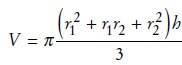 V = π (r₁² + r₁r₂ + r₂²)h / 3